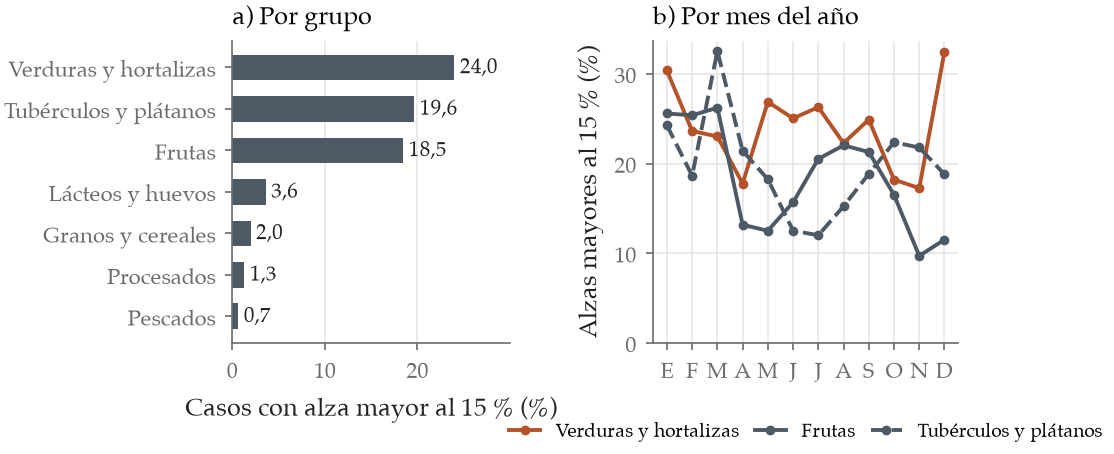 a) Por grupo
Verduras y hortalizas 24,0
Tubérculos y plátanos 19,6
Frutas 18,5
Lácteos y huevos 3,6
Granos y cereales 2,0
Procesados 1,3
Pescados 0,7
0 10 20
Casos con alza mayor al 15 % (%)
b) Por mes del año
Alzas mayores al 15 % (%)
30
20
10
0
E F M A M J J A S O N D
Verduras y hortalizas Frutas Tubérculos y plátanos